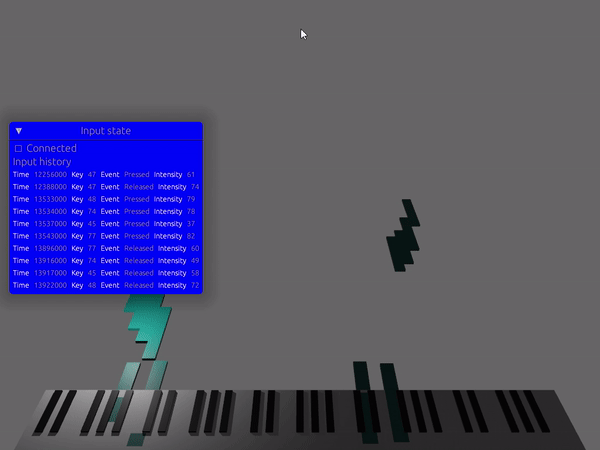 Input state
Connected
Input history
Time 12256000 Key 47 Event Pressed Intensity 61
Time 12388000 Key 47 Event Released Intensity 74
Time 13533000 Key 48 Event Pressed Intensity 79
Time 13534000 Key 74 Event Pressed Intensity 78
Time 13537000 Key 45 Event Pressed Intensity 37
Time 13543000 Key 77 Event Pressed Intensity 82
Time 13896000 Key 77 Event Released Intensity 60
Time 13916000 Key 74 Event Released Intensity 49
Time 13917000 Key 45 Event Released Intensity 58
Time 13922000 Key 48 Event Released Intensity 72